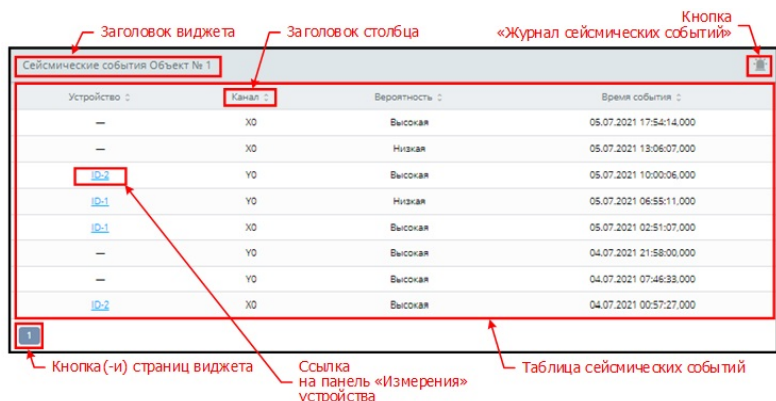 Кнопка
Заголовок виджета Заголовок столбца «Журнал сейсмических событий»
Сейсмические события Объект № 1
Устройство Канал Вероятность Время события
— X0 Высокая 05.07.2021 17:54:14,000
— X0 Низкая 05.07.2021 13:06:07,000
ID-2 Y0 Высокая 05.07.2021 10:00:06,000
ID-1 Y0 Низкая 05.07.2021 06:55:11,000
ID-1 X0 Высокая 05.07.2021 02:51:07,000
— Y0 Высокая 04.07.2021 21:58:00,000
— Y0 Высокая 04.07.2021 07:46:33,000
ID-2 X0 Высокая 04.07.2021 00:57:27,000
1
Кнопка(-и) страниц виджета Ссылка Таблица сейсмических событий
на панель «Измерения»
устройства